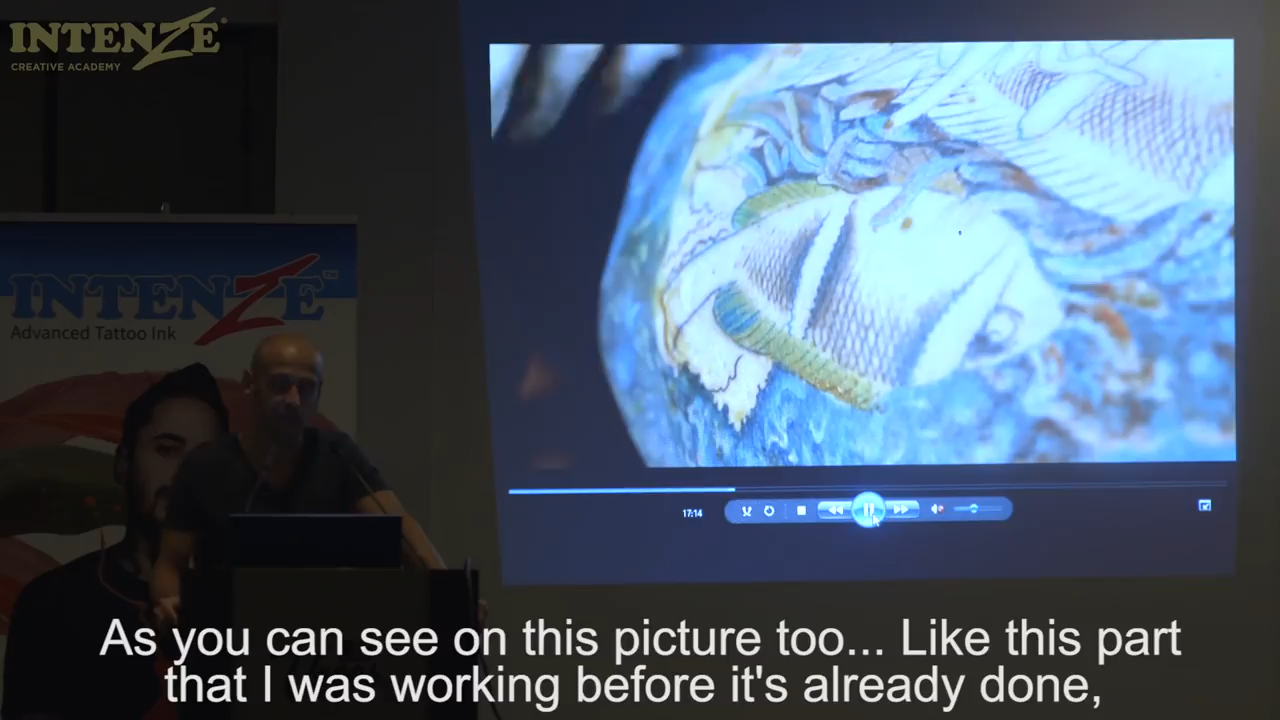 INTENZE
CREATIVE ACADEMY
INTENZE™
Advanced Tattoo Ink
17:14
As you can see on this picture too... Like this part
that I was working before it's already done,